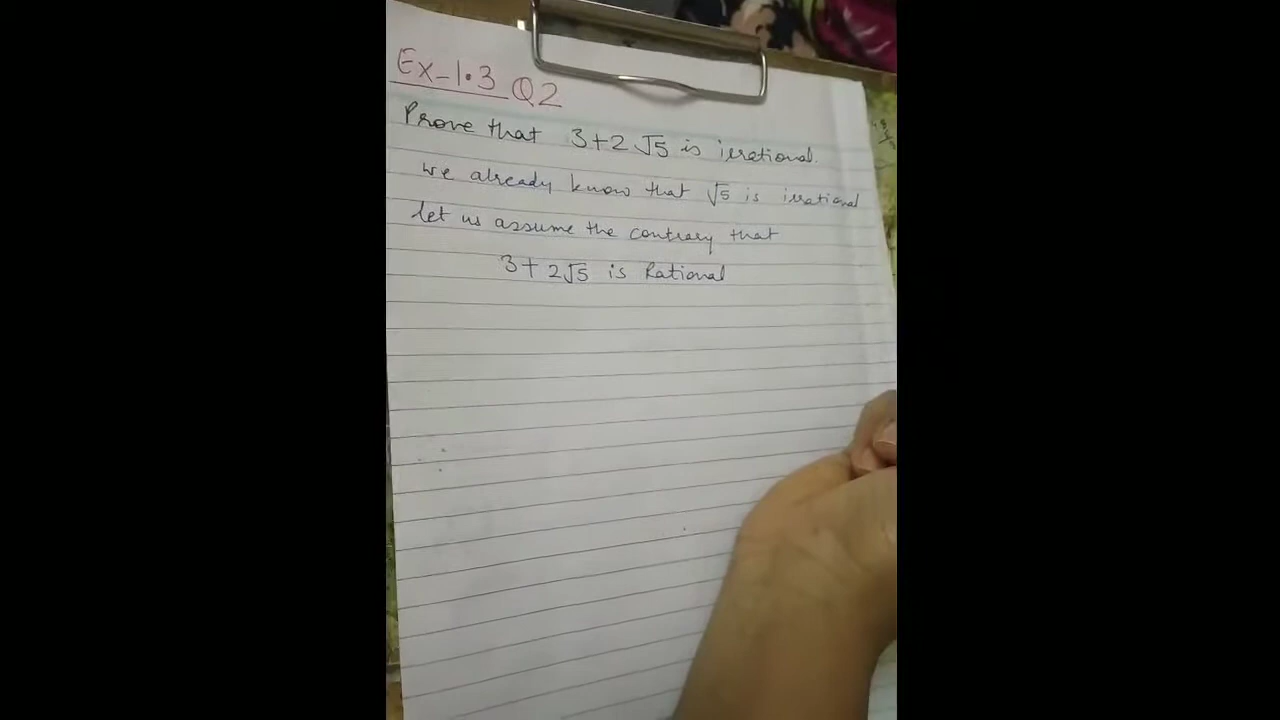 Ex-1.3 Q2
Prove that 3+2√5 is irrational.
we already know that √5 is irrational
let us assume the contrary that
3+2√5 is Rational